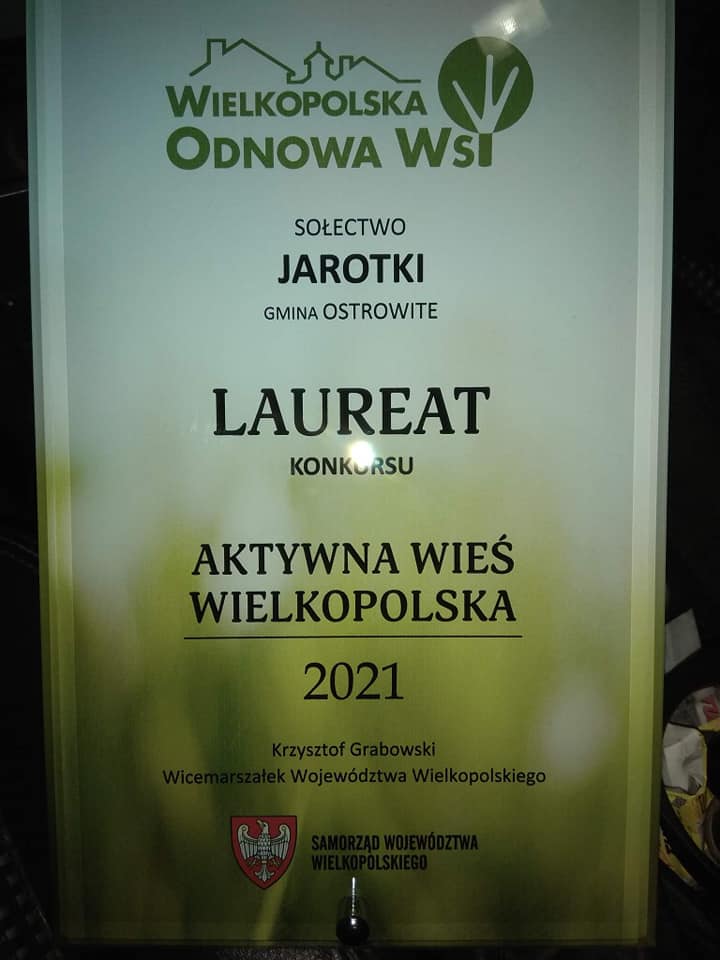 WIELKOPOLSKA
ODNOWA WSI
SOŁECTWO
JAROTKI
GMINA OSTROWITE
LAUREAT
KONKURSU
AKTYWNA WIEŚ
WIELKOPOLSKA
2021
Krzysztof Grabowski
Wicemarszałek Województwa Wielkopolskiego
SAMORZĄD WOJEWÓDZTWA
WIELKOPOLSKIEGO